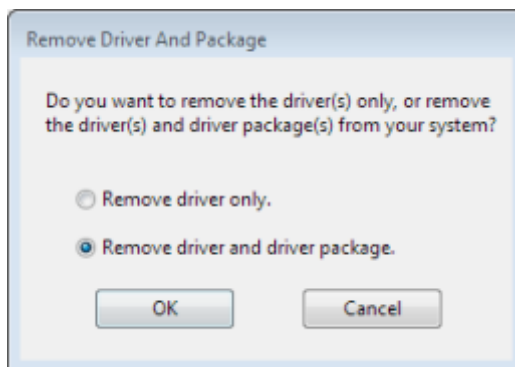 Remove Driver And Package
Do you want to remove the driver(s) only, or remove
the driver(s) and driver package(s) from your system?
Remove driver only.
Remove driver and driver package.
OK
Cancel